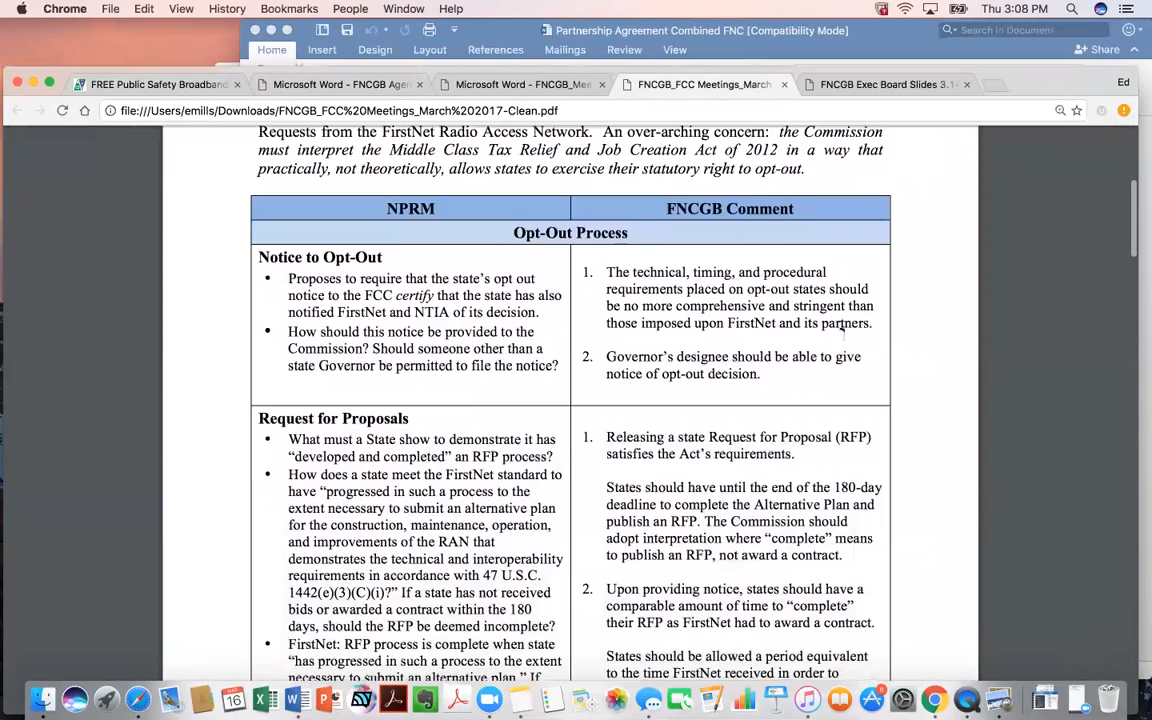 Chrome File Edit View History Bookmarks People Window Help Thu 3:08 PM
Partnership Agreement Combined FNC [Compatibility Mode] Search in Document
Home Insert Design Layout References Mailings Review View Share
FREE Public Safety Broadband Microsoft Word - FNCGB Agen Microsoft Word - FNCGB_Mee FNCGB_FCC Meetings_March FNCGB Exec Board Slides 3.1 Ed
file:///Users/emills/Downloads/FNCGB_FCC%20Meetings_March%202017-Clean.pdf
Requests from the FirstNet Radio Access Network. An over-arching concern: the Commission
must interpret the Middle Class Tax Relief and Job Creation Act of 2012 in a way that
practically, not theoretically, allows states to exercise their statutory right to opt-out.
NPRM
FNCGB Comment
Opt-Out Process
Notice to Opt-Out
• Proposes to require that the state's opt out
notice to the FCC certify that the state has also
notified FirstNet and NTIA of its decision.
• How should this notice be provided to the
Commission? Should someone other than a
state Governor be permitted to file the notice?
1. The technical, timing, and procedural
requirements placed on opt-out states should
be no more comprehensive and stringent than
those imposed upon FirstNet and its partners.
2. Governor's designee should be able to give
notice of opt-out decision.
Request for Proposals
• What must a State show to demonstrate it has
“developed and completed” an RFP process?
• How does a state meet the FirstNet standard to
have “progressed in such a process to the
extent necessary to submit an alternative plan
for the construction, maintenance, operation,
and improvements of the RAN that
demonstrates the technical and interoperability
requirements in accordance with 47 U.S.C.
1442(e)(3)(C)(i)?” If a state has not received
bids or awarded a contract within the 180
days, should the RFP be deemed incomplete?
• FirstNet: RFP process is complete when state
“has progressed in such a process to the extent
necessary to submit an alternative plan.” If
1. Releasing a state Request for Proposal (RFP)
satisfies the Act's requirements.
States should have until the end of the 180-day
deadline to complete the Alternative Plan and
publish an RFP. The Commission should
adopt interpretation where “complete” means
to publish an RFP, not award a contract.
2. Upon providing notice, states should have a
comparable amount of time to “complete”
their RFP as FirstNet had to award a contract.
States should be allowed a period equivalent
to the time FirstNet received in order to